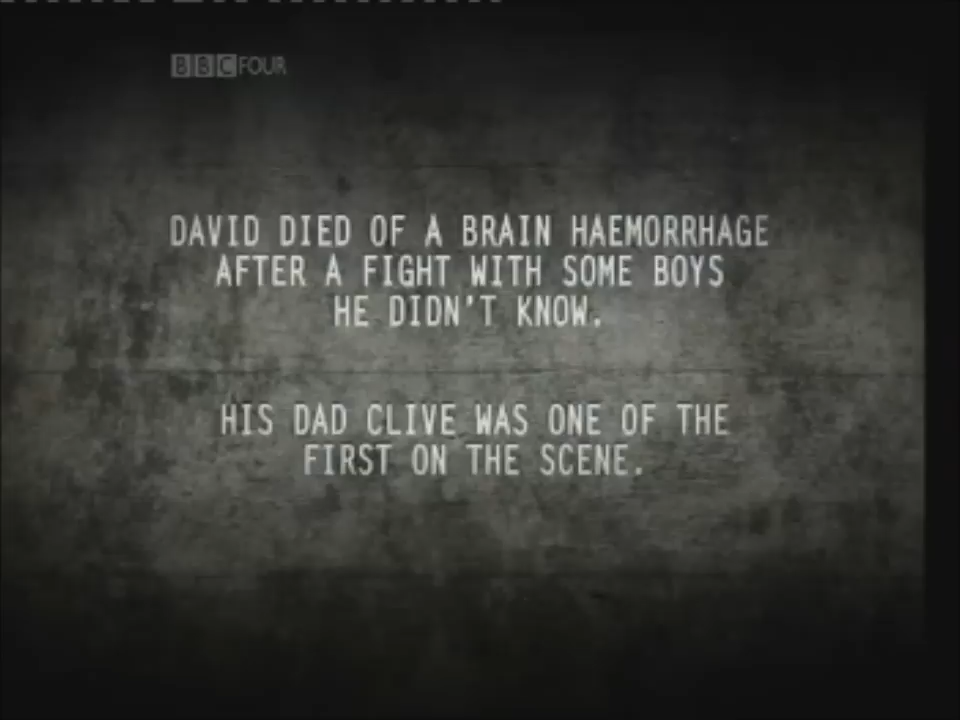 BBC FOUR
DAVID DIED OF A BRAIN HAEMORRHAGE
AFTER A FIGHT WITH SOME BOYS
HE DIDN'T KNOW.
HIS DAD CLIVE WAS ONE OF THE
FIRST ON THE SCENE.